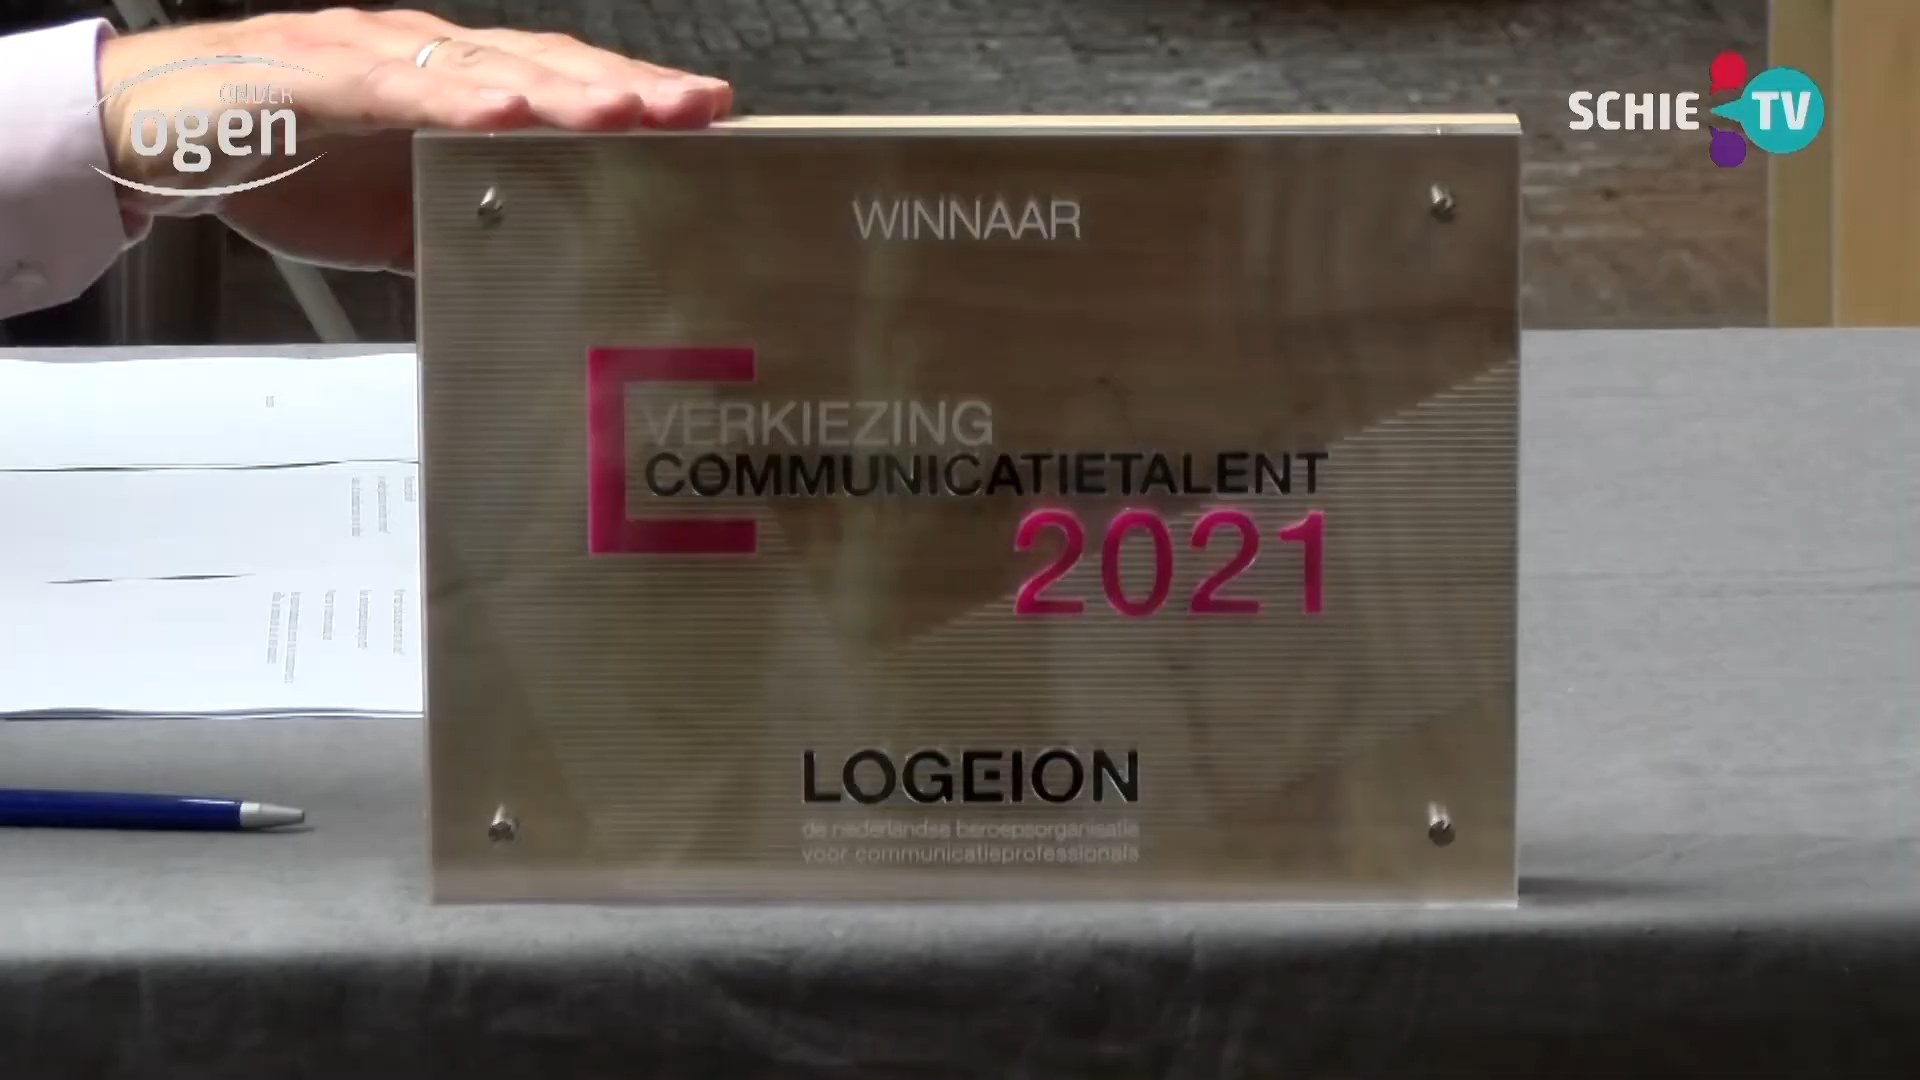 ONDER
ogen
SCHIE TV
WINNAAR
VERKIEZING
COMMUNICATIETALENT
2021
LOGEION
de nederlandse beroepsorganisatie
voor communicatieprofessionals